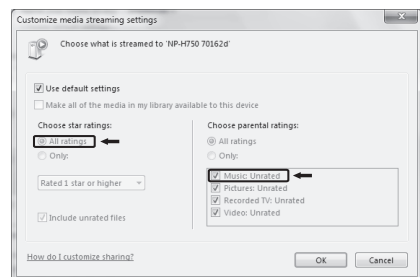 Customize media streaming settings
Choose what is streamed to 'NP-H750 70162d'
Use default settings
Make all of the media in my library available to this device
Choose star ratings:
All ratings
Only:
Rated 1 star or higher
Include unrated files
Choose parental ratings:
All ratings
Only:
Music: Unrated
Pictures: Unrated
Recorded TV: Unrated
Video: Unrated
How do I customize sharing?
OK
Cancel